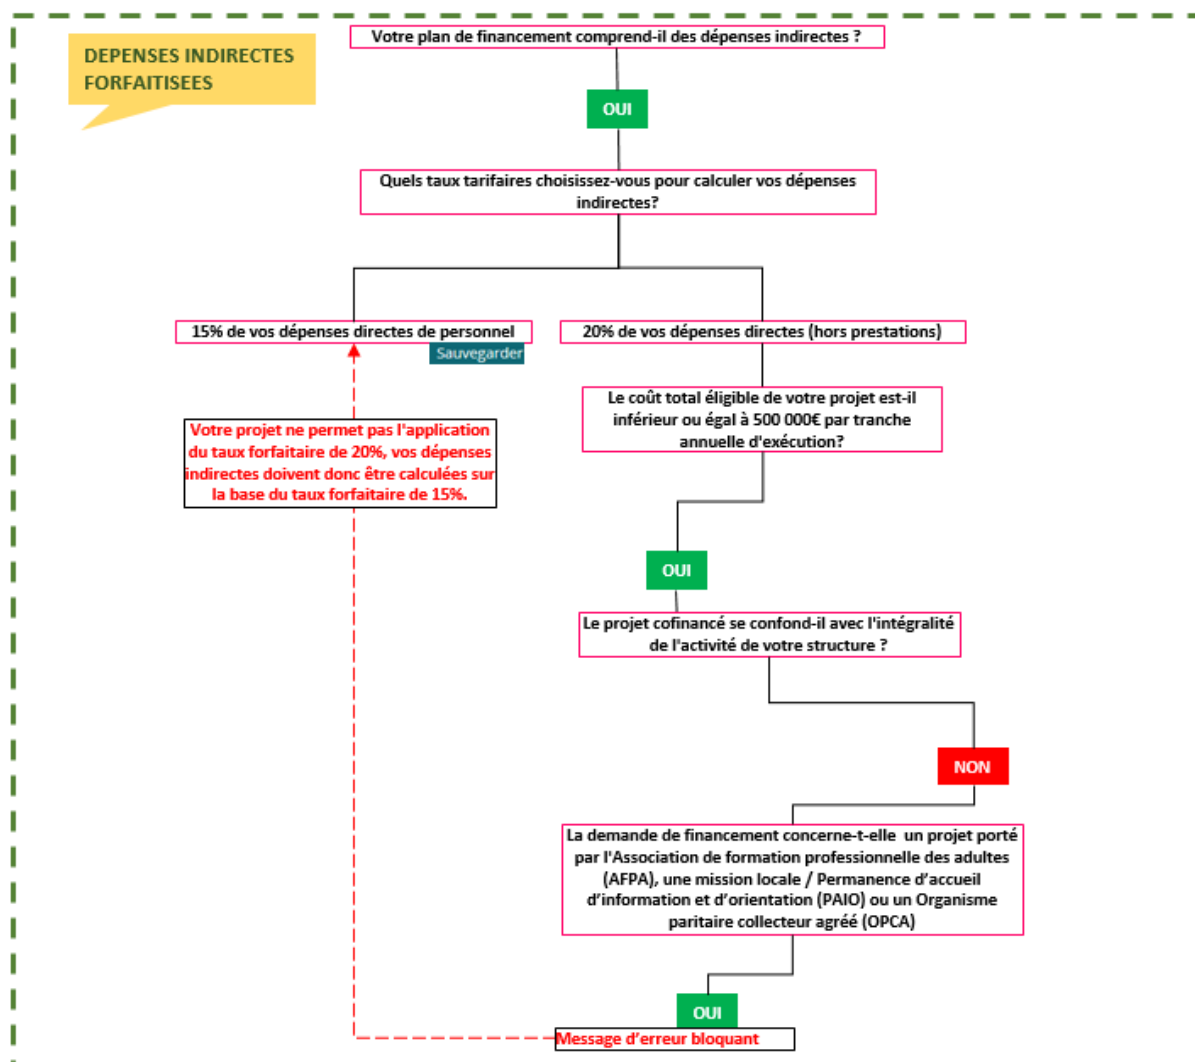 DEPENSES INDIRECTES
FORFAITISEES
Votre plan de financement comprend-il des dépenses indirectes ?
OUI
Quels taux tarifaires choisissez-vous pour calculer vos dépenses
indirectes?
15% de vos dépenses directes de personnel
Sauvegarder
20% de vos dépenses directes (hors prestations)
Le coût total éligible de votre projet est-il
inférieur ou égal à 500 000€ par tranche
annuelle d'exécution?
Votre projet ne permet pas l'application
du taux forfaitaire de 20%, vos dépenses
indirectes doivent donc être calculées sur
la base du taux forfaitaire de 15%.
OUI
Le projet cofinancé se confond-il avec l'intégralité
de l'activité de votre structure ?
NON
La demande de financement concerne-t-elle un projet porté
par l'Association de formation professionnelle des adultes
(AFPA), une mission locale / Permanence d’accueil
d’information et d’orientation (PAIO) ou un Organisme
paritaire collecteur agréé (OPCA)
OUI
Message d’erreur bloquant